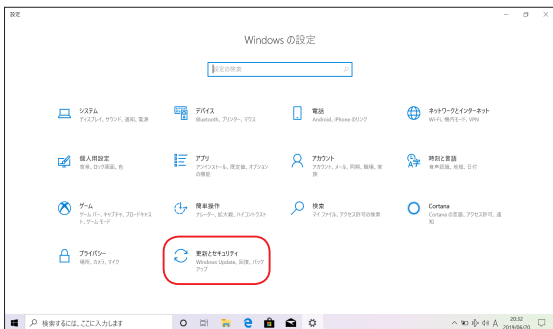 設定
Windows の設定
設定の検索
システム
ディスプレイ、サウンド、通知、電源
デバイス
Bluetooth、プリンター、マウス
電話
Android, iPhone のリンク
ネットワークとインターネット
Wi-Fi、機内モード、VPN
個人用設定
背景、ロック画面、色
アプリ
アンインストール、既定値、オプション
の機能
アカウント
アカウント、メール、同期、職場、家
族
時刻と言語
音声認識、地域、日付
ゲーム
ゲーム バー、キャプチャ、ブロードキャス
ト、ゲーム モード
簡単操作
ナレーター、拡大鏡、ハイコントラスト
検索
マイ ファイル、アクセス許可の検索
Cortana
Cortana の言語、アクセス許可、通
知
プライバシー
場所、カメラ、マイク
更新とセキュリティ
Windows Update、回復、バック
アップ
検索するには、ここに入力します
A
20:32
2019/06/20